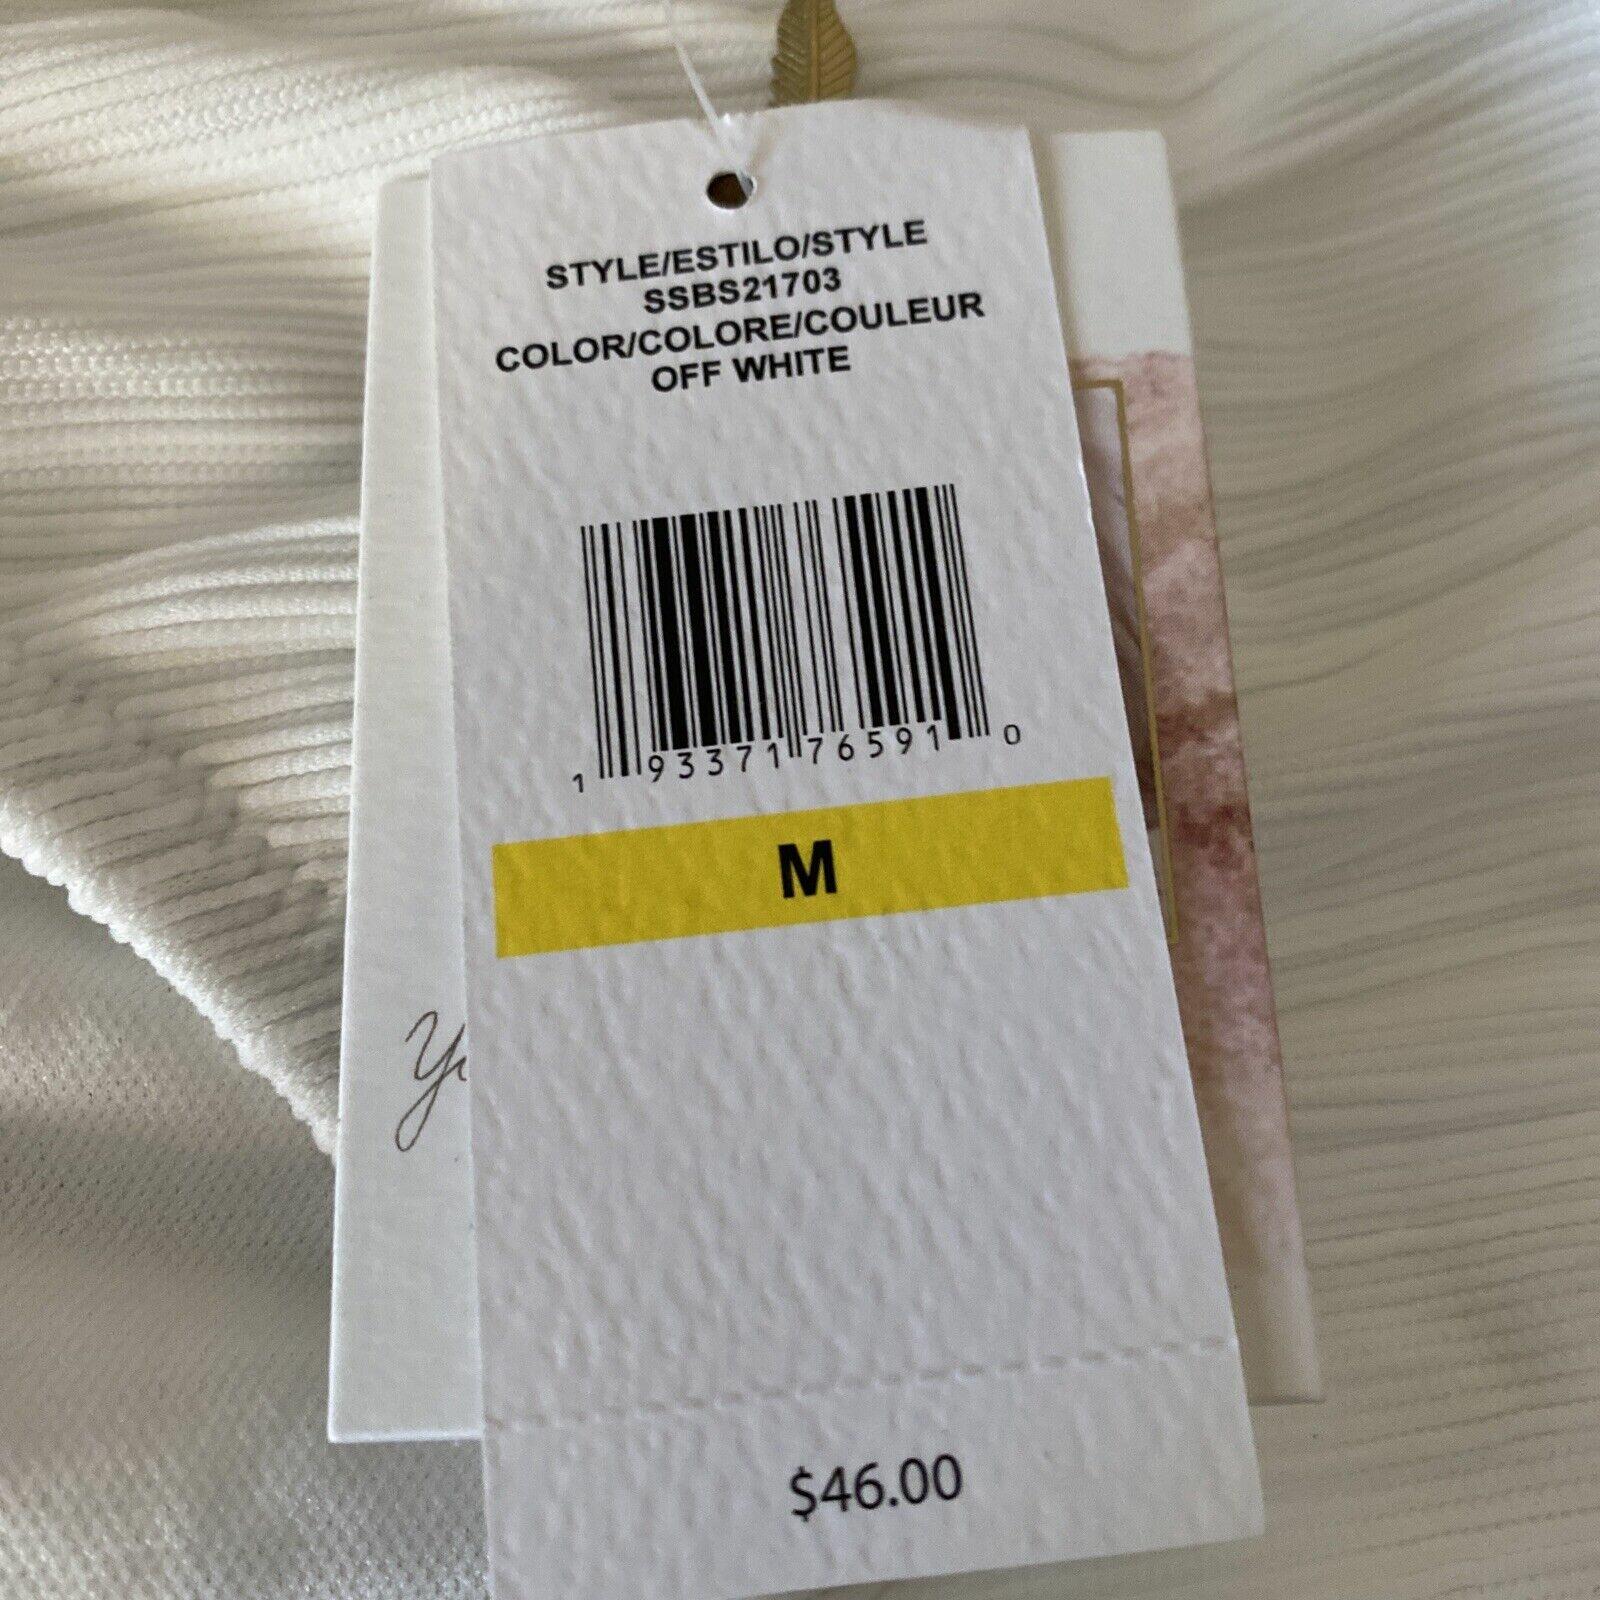 STYLE/ESTILO/STYLE
SSBS21703
COLOR/COLORE/COULEUR
OFF WHITE
1 93371 76591 0
M
$46.00